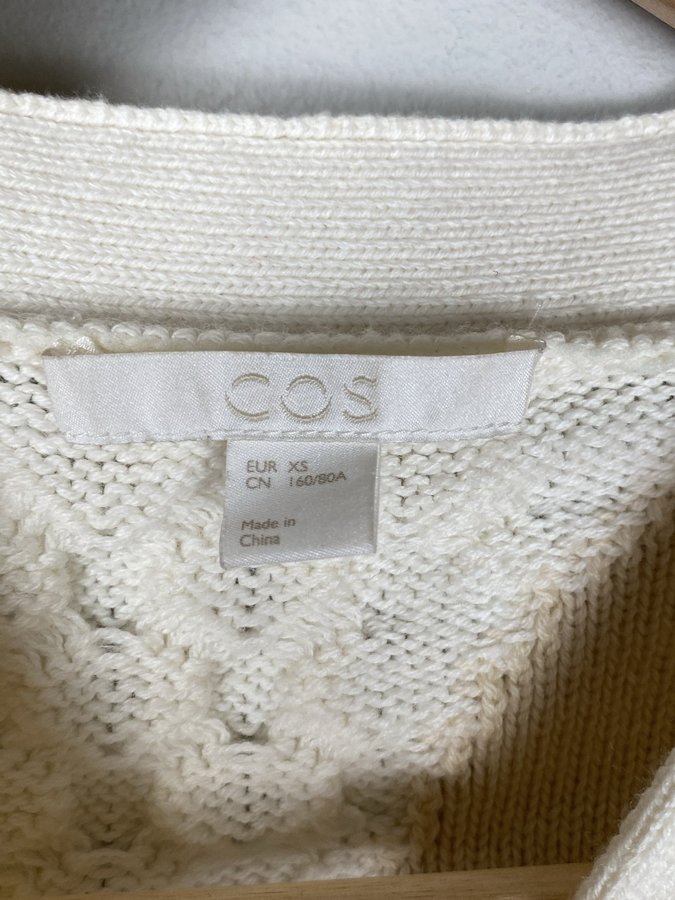 COS
EUR XS
CN 160/80A
Made in
China